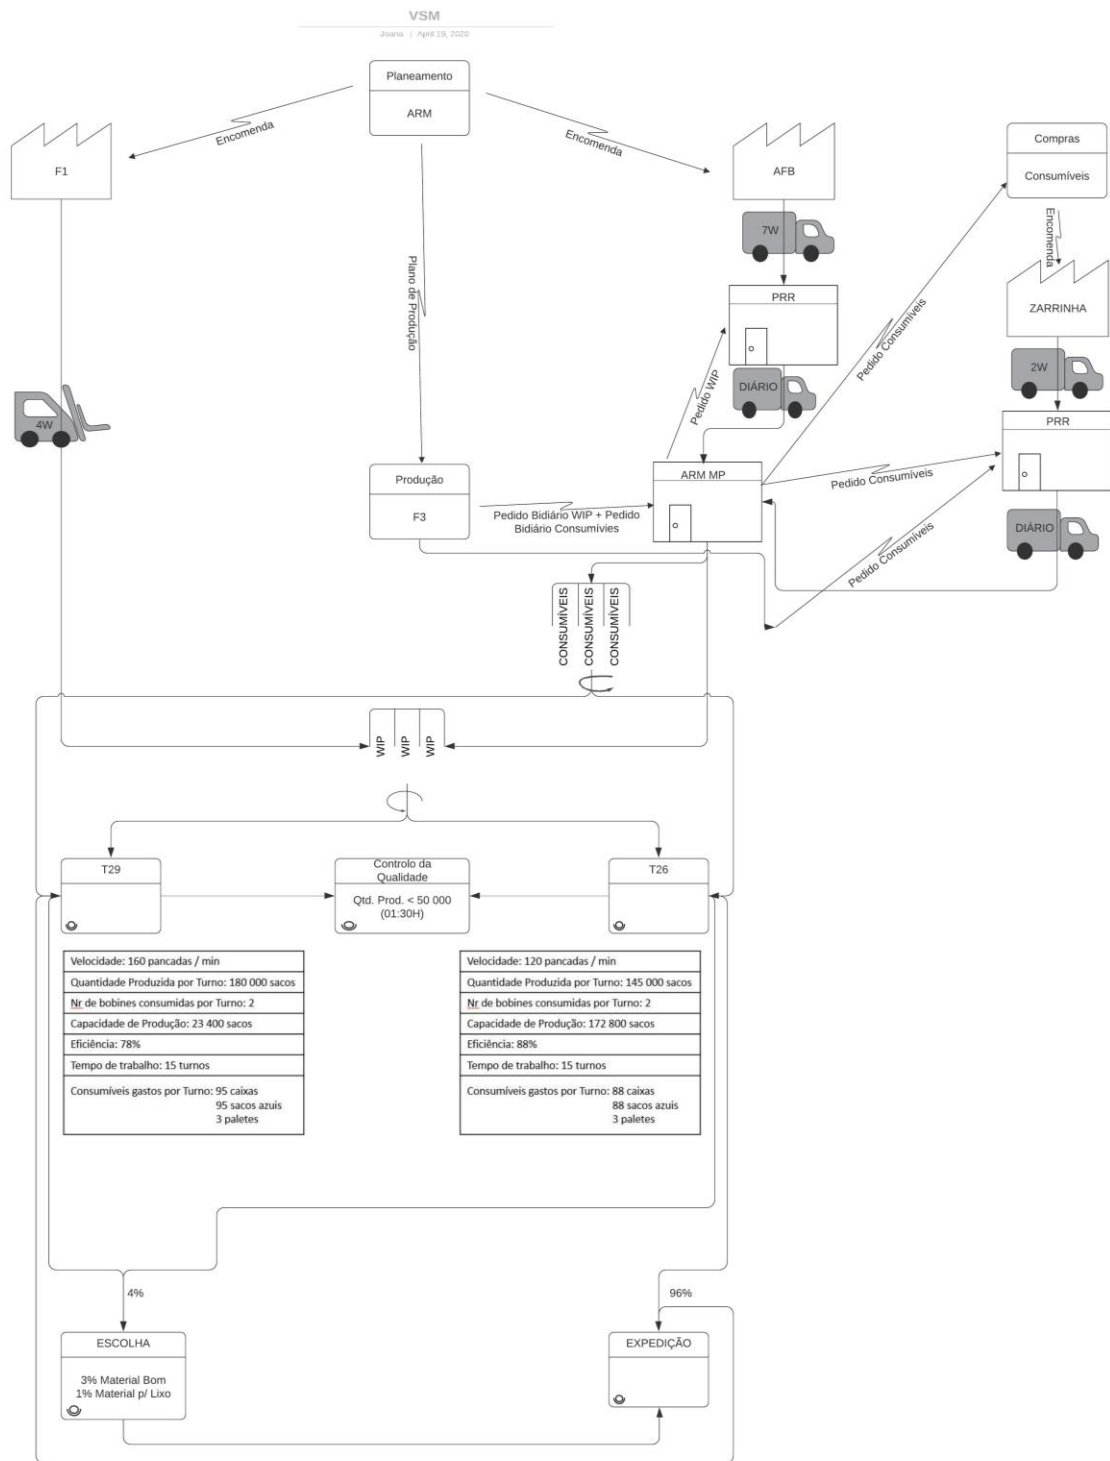 VSM
Joana | April 19, 2020
Planeamento
ARM
Encomenda
Encomenda
F1
AFB
Compras
Consumíveis
7W
Encomenda
Plano de Produção
PRR
ZARRINHA
Pedido Consumíveis
Pedido WIP
DIÁRIO
2W
4W
PRR
Produção
F3
ARM MP
Pedido Consumíveis
Pedido Bidiário WIP + Pedido
Bidiário Consumívies
DIÁRIO
Pedido Consumíveis
CONSUMÍVEIS
CONSUMÍVEIS
CONSUMÍVEIS
WIP
WIP
WIP
T29
Controlo da
Qualidade
Qtd. Prod. < 50 000
(01:30H)
T26
Velocidade: 160 pancadas / min
Quantidade Produzida por Turno: 180 000 sacos
Nr de bobines consumidas por Turno: 2
Capacidade de Produção: 23 400 sacos
Eficiência: 78%
Tempo de trabalho: 15 turnos
Consumíveis gastos por Turno: 95 caixas
95 sacos azuis
3 paletes
Velocidade: 120 pancadas / min
Quantidade Produzida por Turno: 145 000 sacos
Nr de bobines consumidas por Turno: 2
Capacidade de Produção: 172 800 sacos
Eficiência: 88%
Tempo de trabalho: 15 turnos
Consumíveis gastos por Turno: 88 caixas
88 sacos azuis
3 paletes
4%
96%
ESCOLHA
3% Material Bom
1% Material p/ Lixo
EXPEDIÇÃO